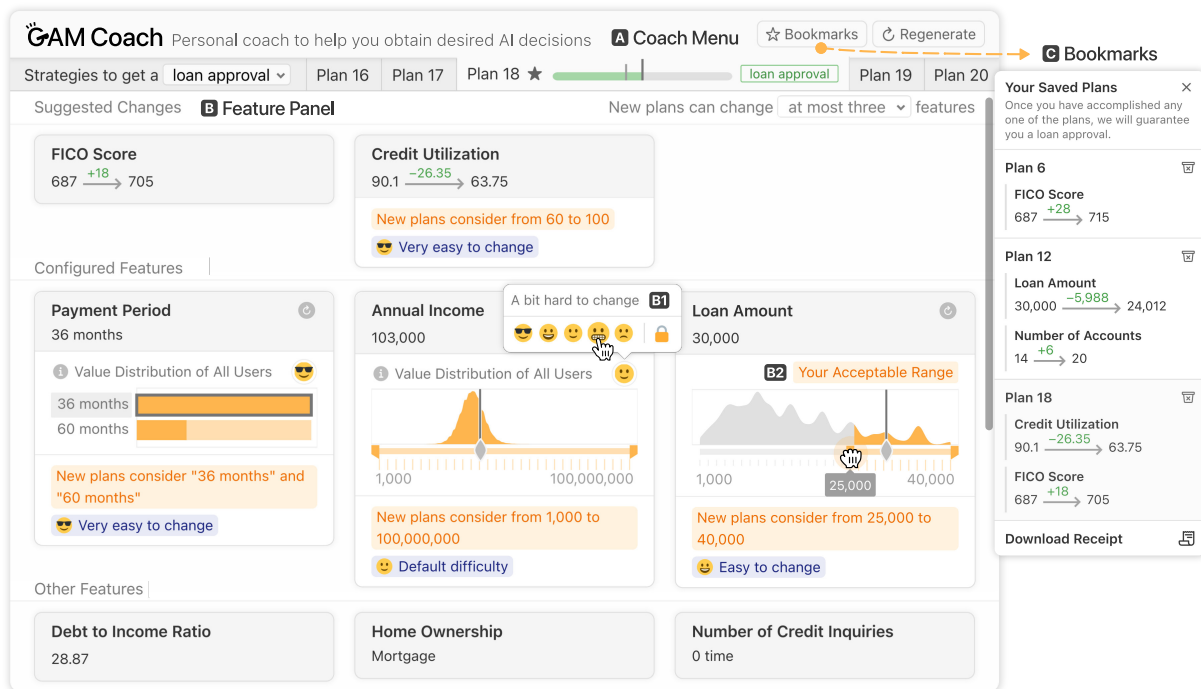 GAM Coach Personal coach to help you obtain desired AI decisions A Coach Menu Bookmarks Regenerate
C Bookmarks
Strategies to get a loan approval Plan 16 Plan 17 Plan 18 loan approval Plan 19 Plan 20
Suggested Changes B Feature Panel New plans can change at most three features
FICO Score
687 +18 705
Credit Utilization
90.1 −26.35 63.75
New plans consider from 60 to 100
Very easy to change
Configured Features
Payment Period
36 months
Value Distribution of All Users
36 months
60 months
New plans consider "36 months" and
"60 months"
Very easy to change
Annual Income
103,000
A bit hard to change B1
Value Distribution of All Users
1,000 100,000,000
New plans consider from 1,000 to
100,000,000
Default difficulty
Loan Amount
30,000
B2 Your Acceptable Range
1,000 25,000 40,000
New plans consider from 25,000 to
40,000
Easy to change
Other Features
Debt to Income Ratio
28.87
Home Ownership
Mortgage
Number of Credit Inquiries
0 time
Your Saved Plans
Once you have accomplished any
one of the plans, we will guarantee
you a loan approval.
Plan 6
FICO Score
687 +28 715
Plan 12
Loan Amount
30,000 −5,988 24,012
Number of Accounts
14 +6 20
Plan 18
Credit Utilization
90.1 −26.35 63.75
FICO Score
687 +18 705
Download Receipt